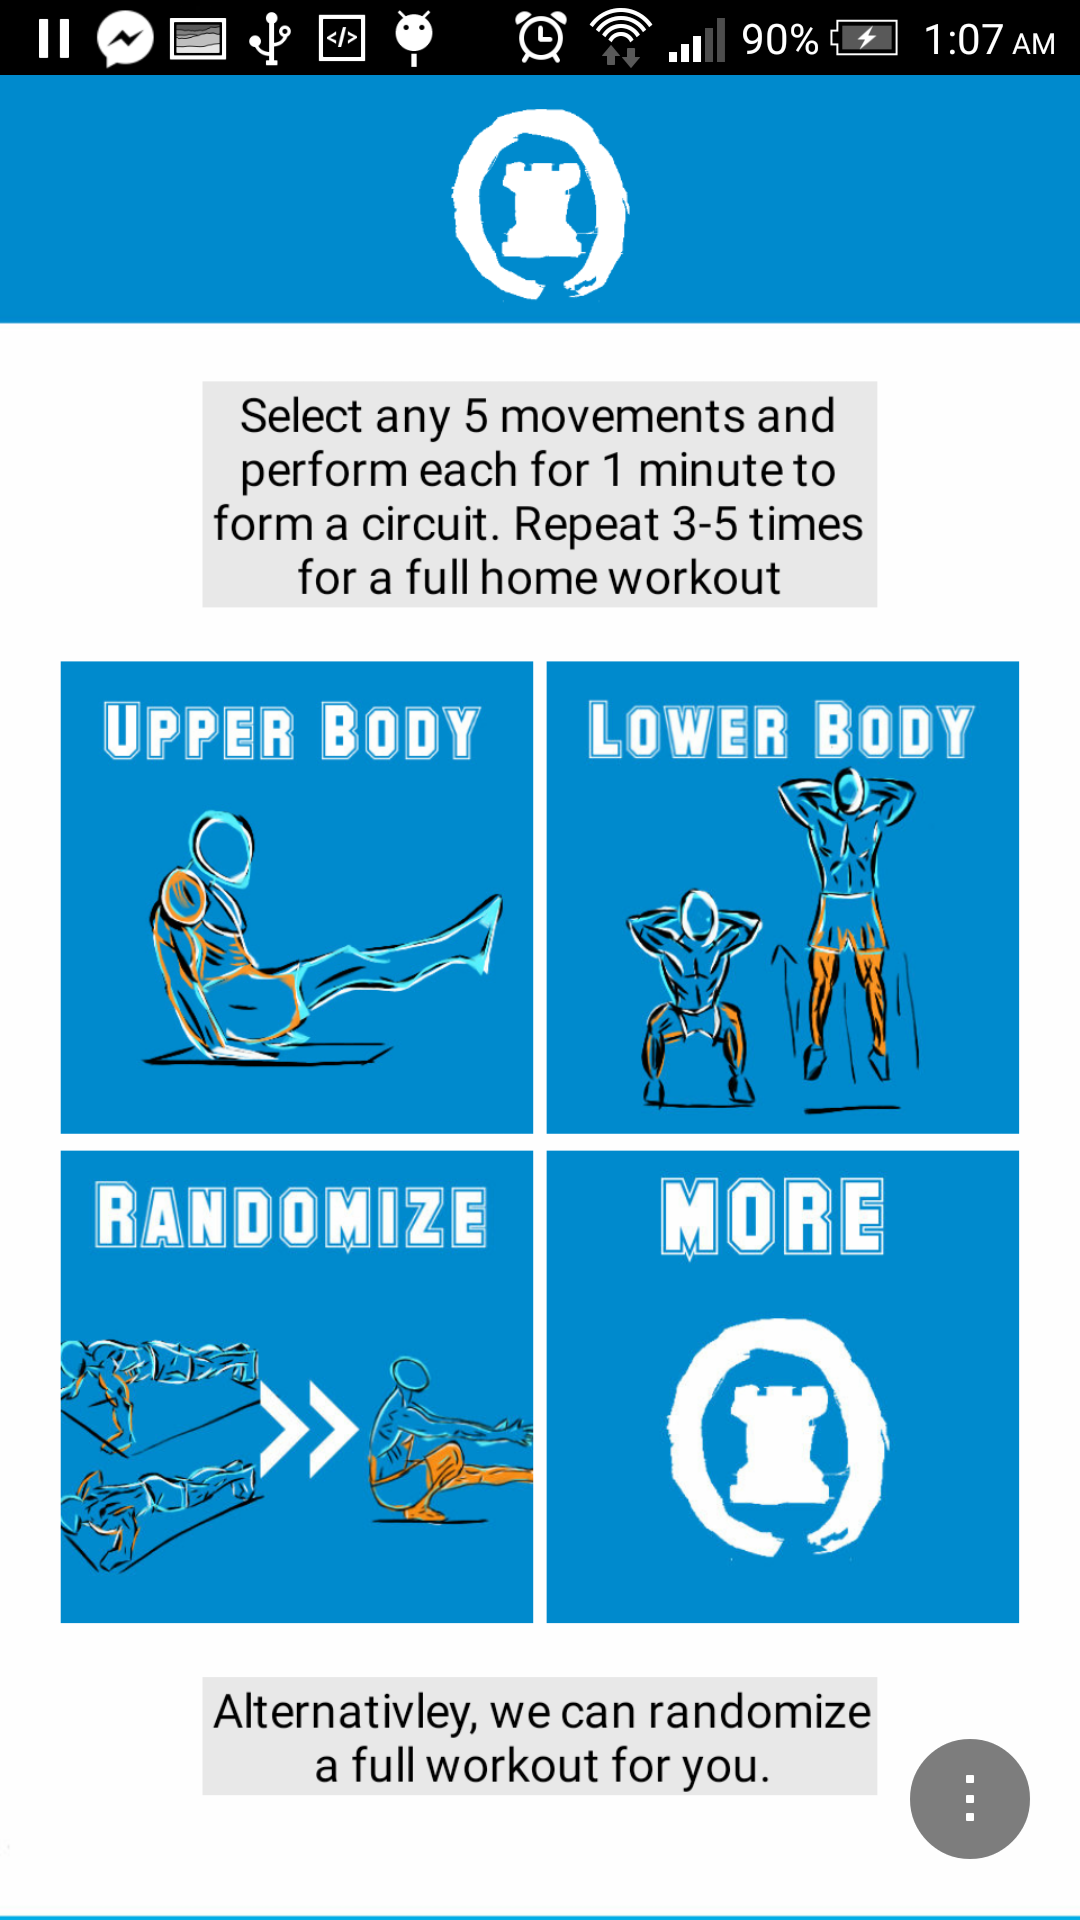 90% 1:07 AM
Select any 5 movements and
perform each for 1 minute to
form a circuit. Repeat 3-5 times
for a full home workout
UPPER BODY
LOWER BODY
RANDOMIZE
MORE
Alternativley, we can randomize
a full workout for you.